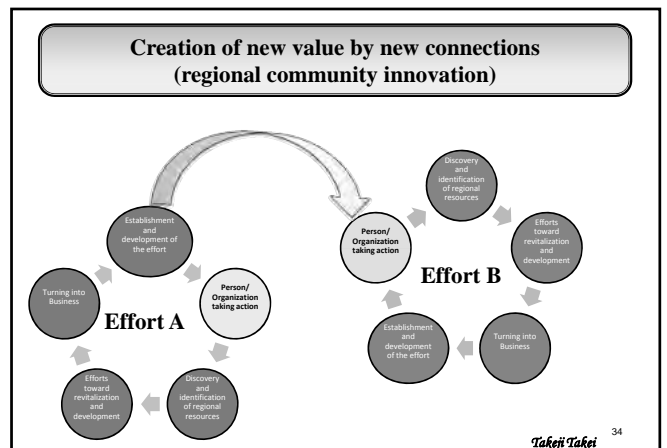 Creation of new value by new connections
(regional community innovation)
Establishment
and
development of
the effort
Person/
Organization
taking action
Discovery
and
identification
of regional
resources
Efforts
toward
revitalization
and
development
Turning into
Business
Effort A
Discovery
and
identification
of regional
resources
Efforts
toward
revitalization
and
development
Turning into
Business
Establishment
and
development
of the effort
Person/
Organization
taking action
Effort B
34
Takeji Takei